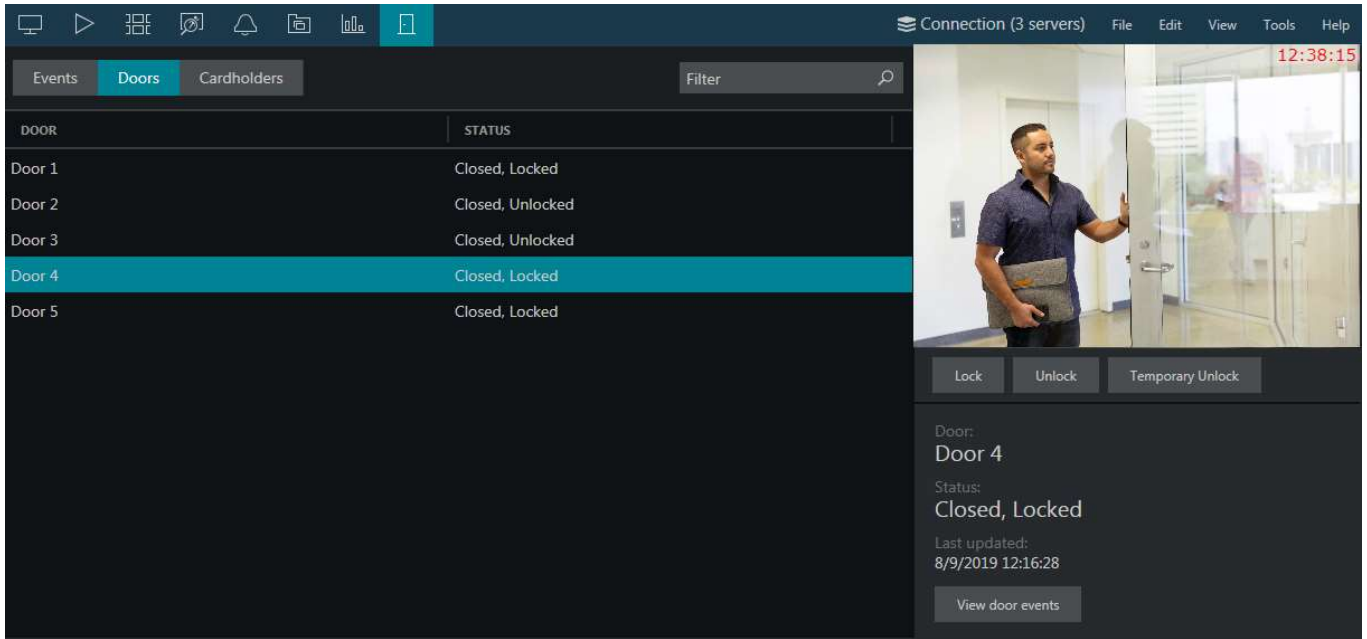 Connection (3 servers) File Edit View Tools Help
Events Doors Cardholders Filter
12:38:15
DOOR STATUS
Door 1 Closed, Locked
Door 2 Closed, Unlocked
Door 3 Closed, Unlocked
Door 4 Closed, Locked
Door 5 Closed, Locked
Lock Unlock Temporary Unlock
Door:
Door 4
Status:
Closed, Locked
Last updated:
8/9/2019 12:16:28
View door events